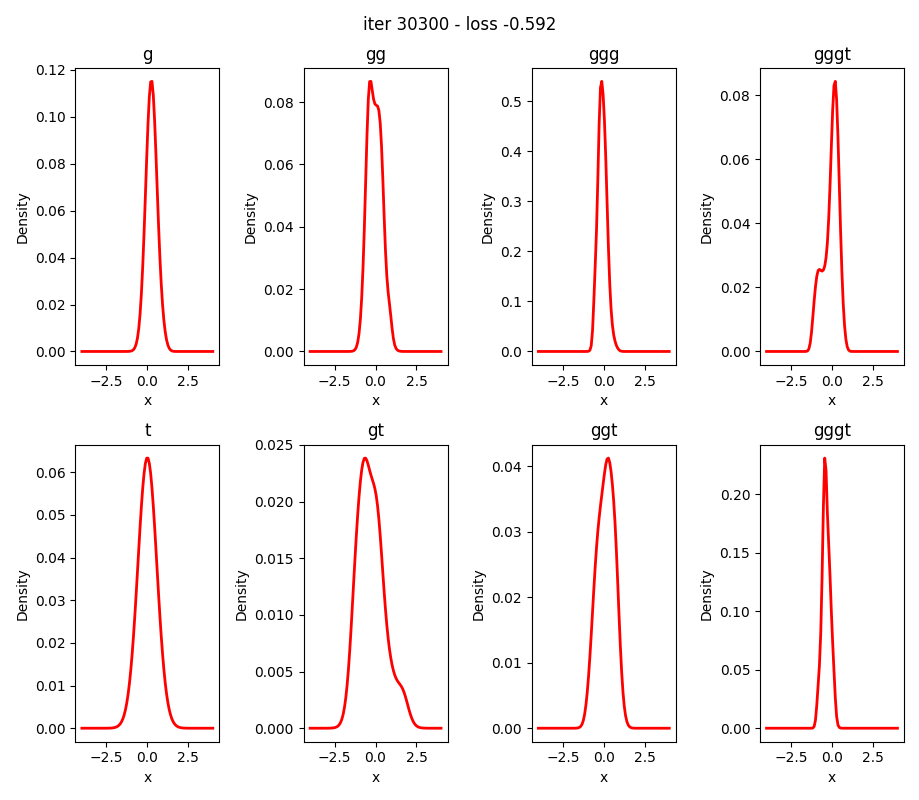 iter 30300 - loss -0.592
g
gg
ggg
gggt
0.12
0.10
0.08
0.06
0.04
0.02
0.00
Density
−2.5 0.0 2.5
x
0.08
0.06
0.04
0.02
0.00
Density
−2.5 0.0 2.5
x
0.5
0.4
0.3
0.2
0.1
0.0
Density
−2.5 0.0 2.5
x
0.08
0.06
0.04
0.02
0.00
Density
−2.5 0.0 2.5
x
t
gt
ggt
gggt
0.06
0.05
0.04
0.03
0.02
0.01
0.00
Density
−2.5 0.0 2.5
x
0.025
0.020
0.015
0.010
0.005
0.000
Density
−2.5 0.0 2.5
x
0.04
0.03
0.02
0.01
0.00
Density
−2.5 0.0 2.5
x
0.20
0.15
0.10
0.05
0.00
Density
−2.5 0.0 2.5
x